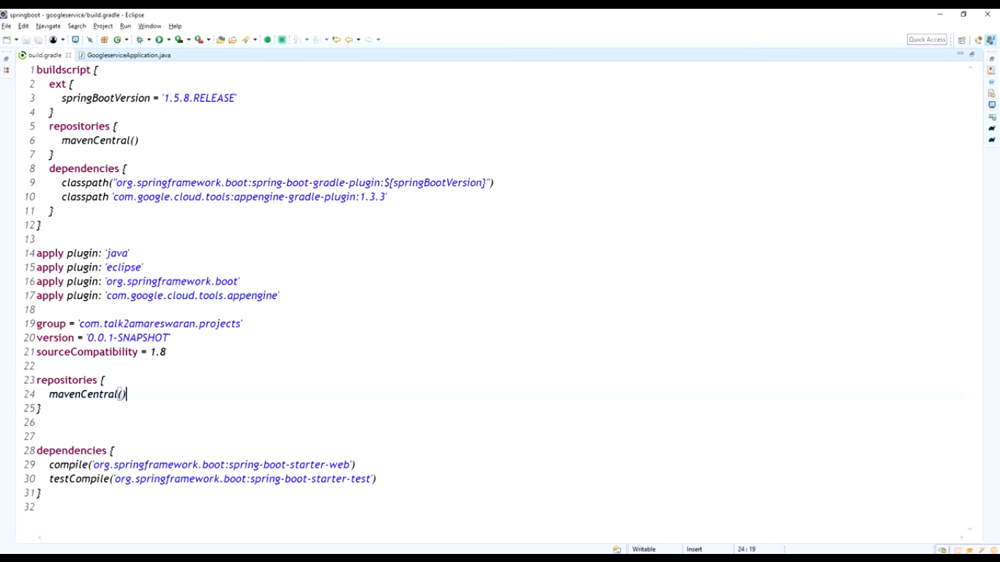 springboot - googleservice/build.gradle - Eclipse
File Edit Navigate Search Project Run Window Help
Quick Access
build.gradle GoogleserviceApplication.java
1 buildscript {
2 ext {
3 springBootVersion = '1.5.8.RELEASE'
4 }
5 repositories {
6 mavenCentral()
7 }
8 dependencies {
9 classpath("org.springframework.boot:spring-boot-gradle-plugin:${springBootVersion}")
10 classpath 'com.google.cloud.tools:appengine-gradle-plugin:1.3.3'
11 }
12 }
13
14 apply plugin: 'java'
15 apply plugin: 'eclipse'
16 apply plugin: 'org.springframework.boot'
17 apply plugin: 'com.google.cloud.tools.appengine'
18
19 group = 'com.talk2amareswaran.projects'
20 version = '0.0.1-SNAPSHOT'
21 sourceCompatibility = 1.8
22
23 repositories {
24 mavenCentral()
25 }
26
27
28 dependencies {
29 compile('org.springframework.boot:spring-boot-starter-web')
30 testCompile('org.springframework.boot:spring-boot-starter-test')
31 }
32
Writable Insert 24 : 19